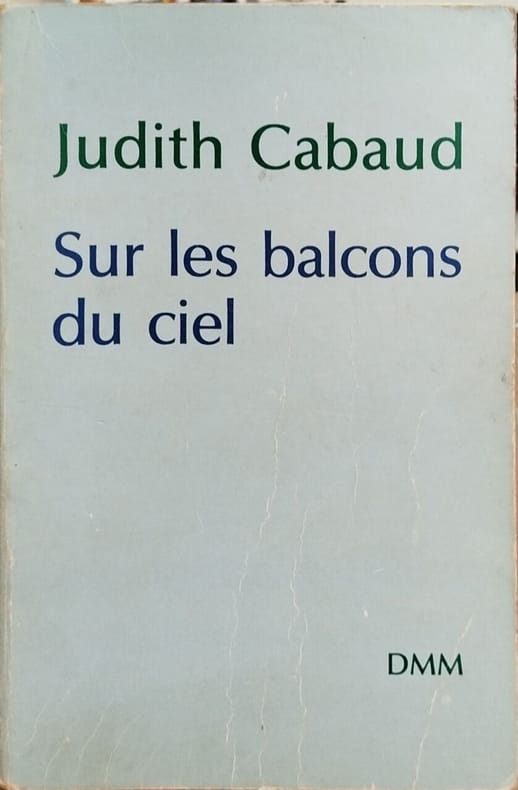 Judith Cabaud
Sur les balcons
du ciel
DMM